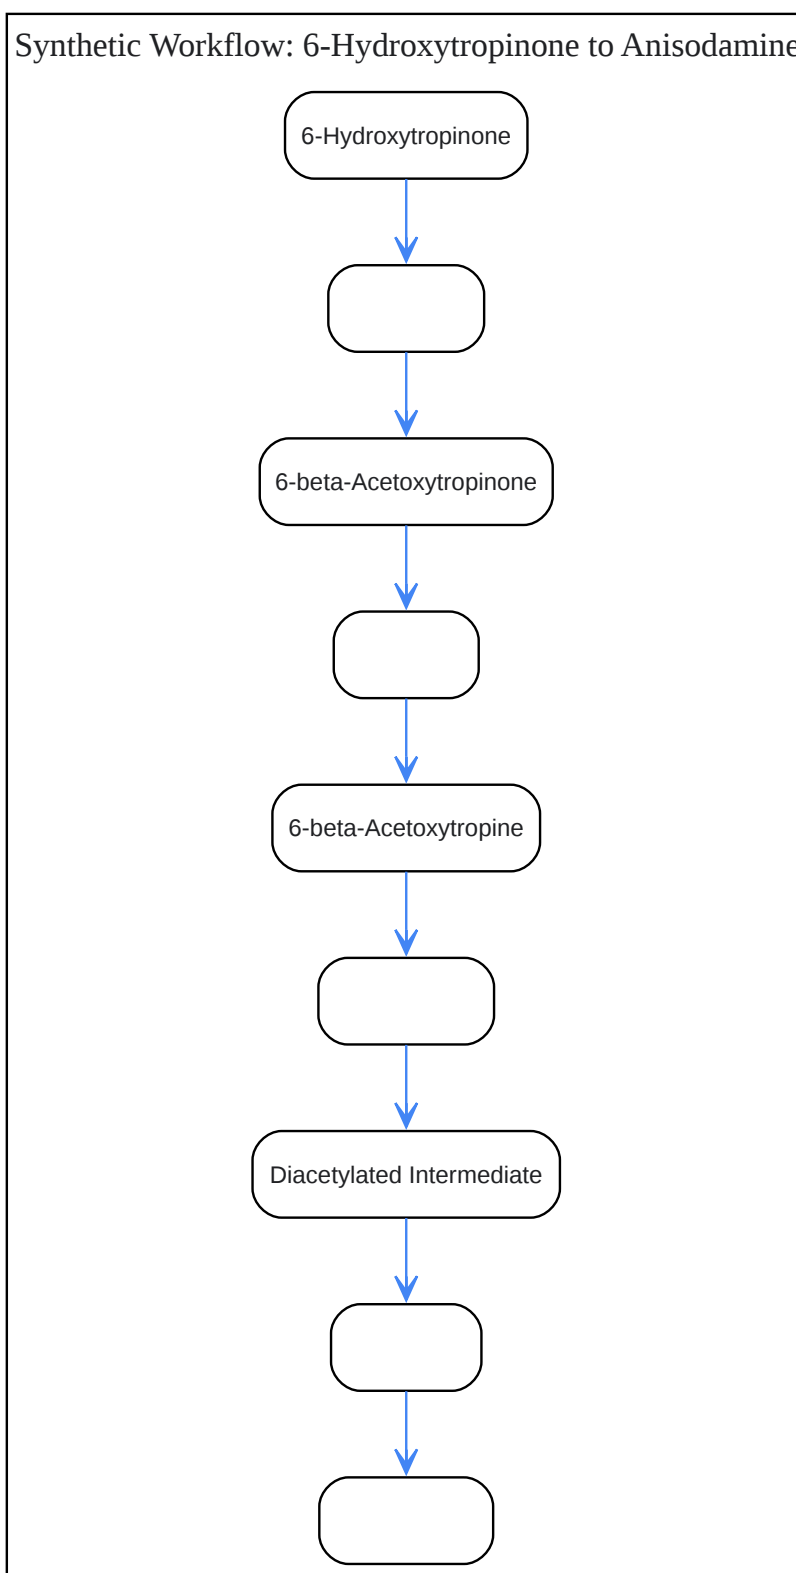 Synthetic Workflow: 6-Hydroxytropinone to Anisodamine
6-Hydroxytropinone
6-beta-Acetoxytropinone
6-beta-Acetoxytropine
Diacetylated Intermediate